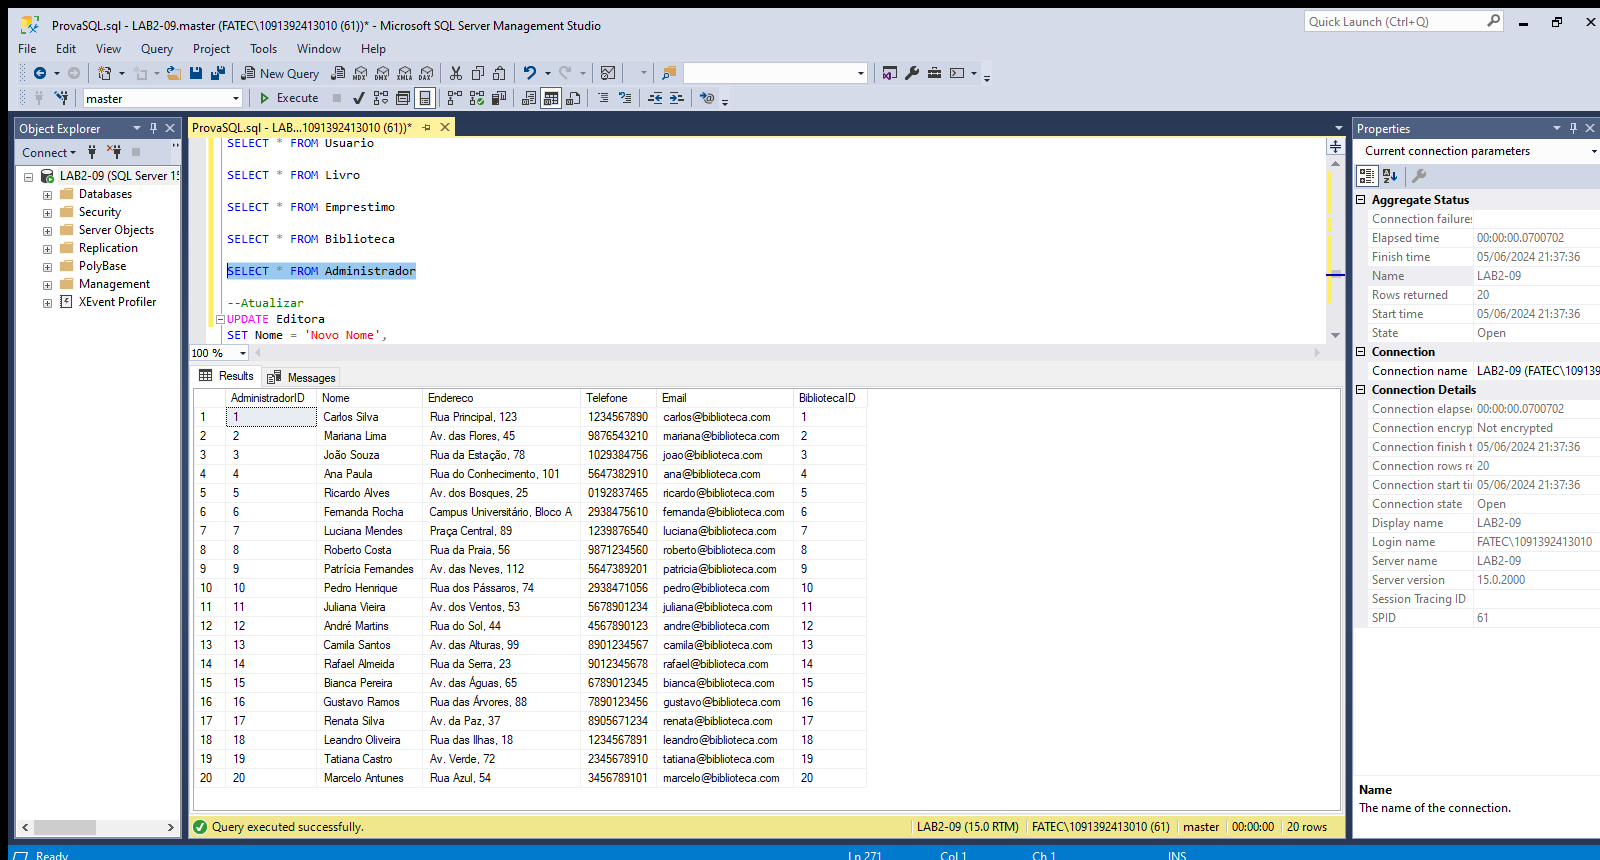 ProvaSQL.sql - LAB2-09.master (FATEC\1091392413010 (61))* - Microsoft SQL Server Management Studio
Quick Launch (Ctrl+Q)
File Edit View Query Project Tools Window Help
New Query MDX DMX XMLA DAX
master Execute
Object Explorer
Connect
LAB2-09 (SQL Server 15
Databases
Security
Server Objects
Replication
PolyBase
Management
XEvent Profiler
ProvaSQL.sql - LAB...1091392413010 (61))*
SELECT * FROM Usuario
SELECT * FROM Livro
SELECT * FROM Emprestimo
SELECT * FROM Biblioteca
SELECT * FROM Administrador
--Atualizar
UPDATE Editora
SET Nome = 'Novo Nome',
100 %
Results Messages
AdministradorID Nome Endereco Telefone Email BibliotecaID
1 1 Carlos Silva Rua Principal, 123 1234567890 carlos@biblioteca.com 1
2 2 Mariana Lima Av. das Flores, 45 9876543210 mariana@biblioteca.com 2
3 3 João Souza Rua da Estação, 78 1029384756 joao@biblioteca.com 3
4 4 Ana Paula Rua do Conhecimento, 101 5647382910 ana@biblioteca.com 4
5 5 Ricardo Alves Av. dos Bosques, 25 0192837465 ricardo@biblioteca.com 5
6 6 Fernanda Rocha Campus Universitário, Bloco A 2938475610 fernanda@biblioteca.com 6
7 7 Luciana Mendes Praça Central, 89 1239876540 luciana@biblioteca.com 7
8 8 Roberto Costa Rua da Praia, 56 9871234560 roberto@biblioteca.com 8
9 9 Patrícia Fernandes Av. das Neves, 112 5647389201 patricia@biblioteca.com 9
10 10 Pedro Henrique Rua dos Pássaros, 74 2938471056 pedro@biblioteca.com 10
11 11 Juliana Vieira Av. dos Ventos, 53 5678901234 juliana@biblioteca.com 11
12 12 André Martins Rua do Sol, 44 4567890123 andre@biblioteca.com 12
13 13 Camila Santos Av. das Alturas, 99 8901234567 camila@biblioteca.com 13
14 14 Rafael Almeida Rua da Serra, 23 9012345678 rafael@biblioteca.com 14
15 15 Bianca Pereira Av. das Águas, 65 6789012345 bianca@biblioteca.com 15
16 16 Gustavo Ramos Rua das Árvores, 88 7890123456 gustavo@biblioteca.com 16
17 17 Renata Silva Av. da Paz, 37 8905671234 renata@biblioteca.com 17
18 18 Leandro Oliveira Rua das Ilhas, 18 1234567891 leandro@biblioteca.com 18
19 19 Tatiana Castro Av. Verde, 72 2345678910 tatiana@biblioteca.com 19
20 20 Marcelo Antunes Rua Azul, 54 3456789101 marcelo@biblioteca.com 20
Query executed successfully. LAB2-09 (15.0 RTM) FATEC\1091392413010 (61) master 00:00:00 20 rows
Properties
Current connection parameters
Aggregate Status
Connection failures
Elapsed time 00:00:00.0700702
Finish time 05/06/2024 21:37:36
Name LAB2-09
Rows returned 20
Start time 05/06/2024 21:37:36
State Open
Connection
Connection name LAB2-09 (FATEC\109139
Connection Details
Connection elapse 00:00:00.0700702
Connection encryp Not encrypted
Connection finish t 05/06/2024 21:37:36
Connection rows re 20
Connection start ti 05/06/2024 21:37:36
Connection state Open
Display name LAB2-09
Login name FATEC\1091392413010
Server name LAB2-09
Server version 15.0.2000
Session Tracing ID
SPID 61
Name
The name of the connection.
Ready Ln 271 Col 1 Ch 1 INS